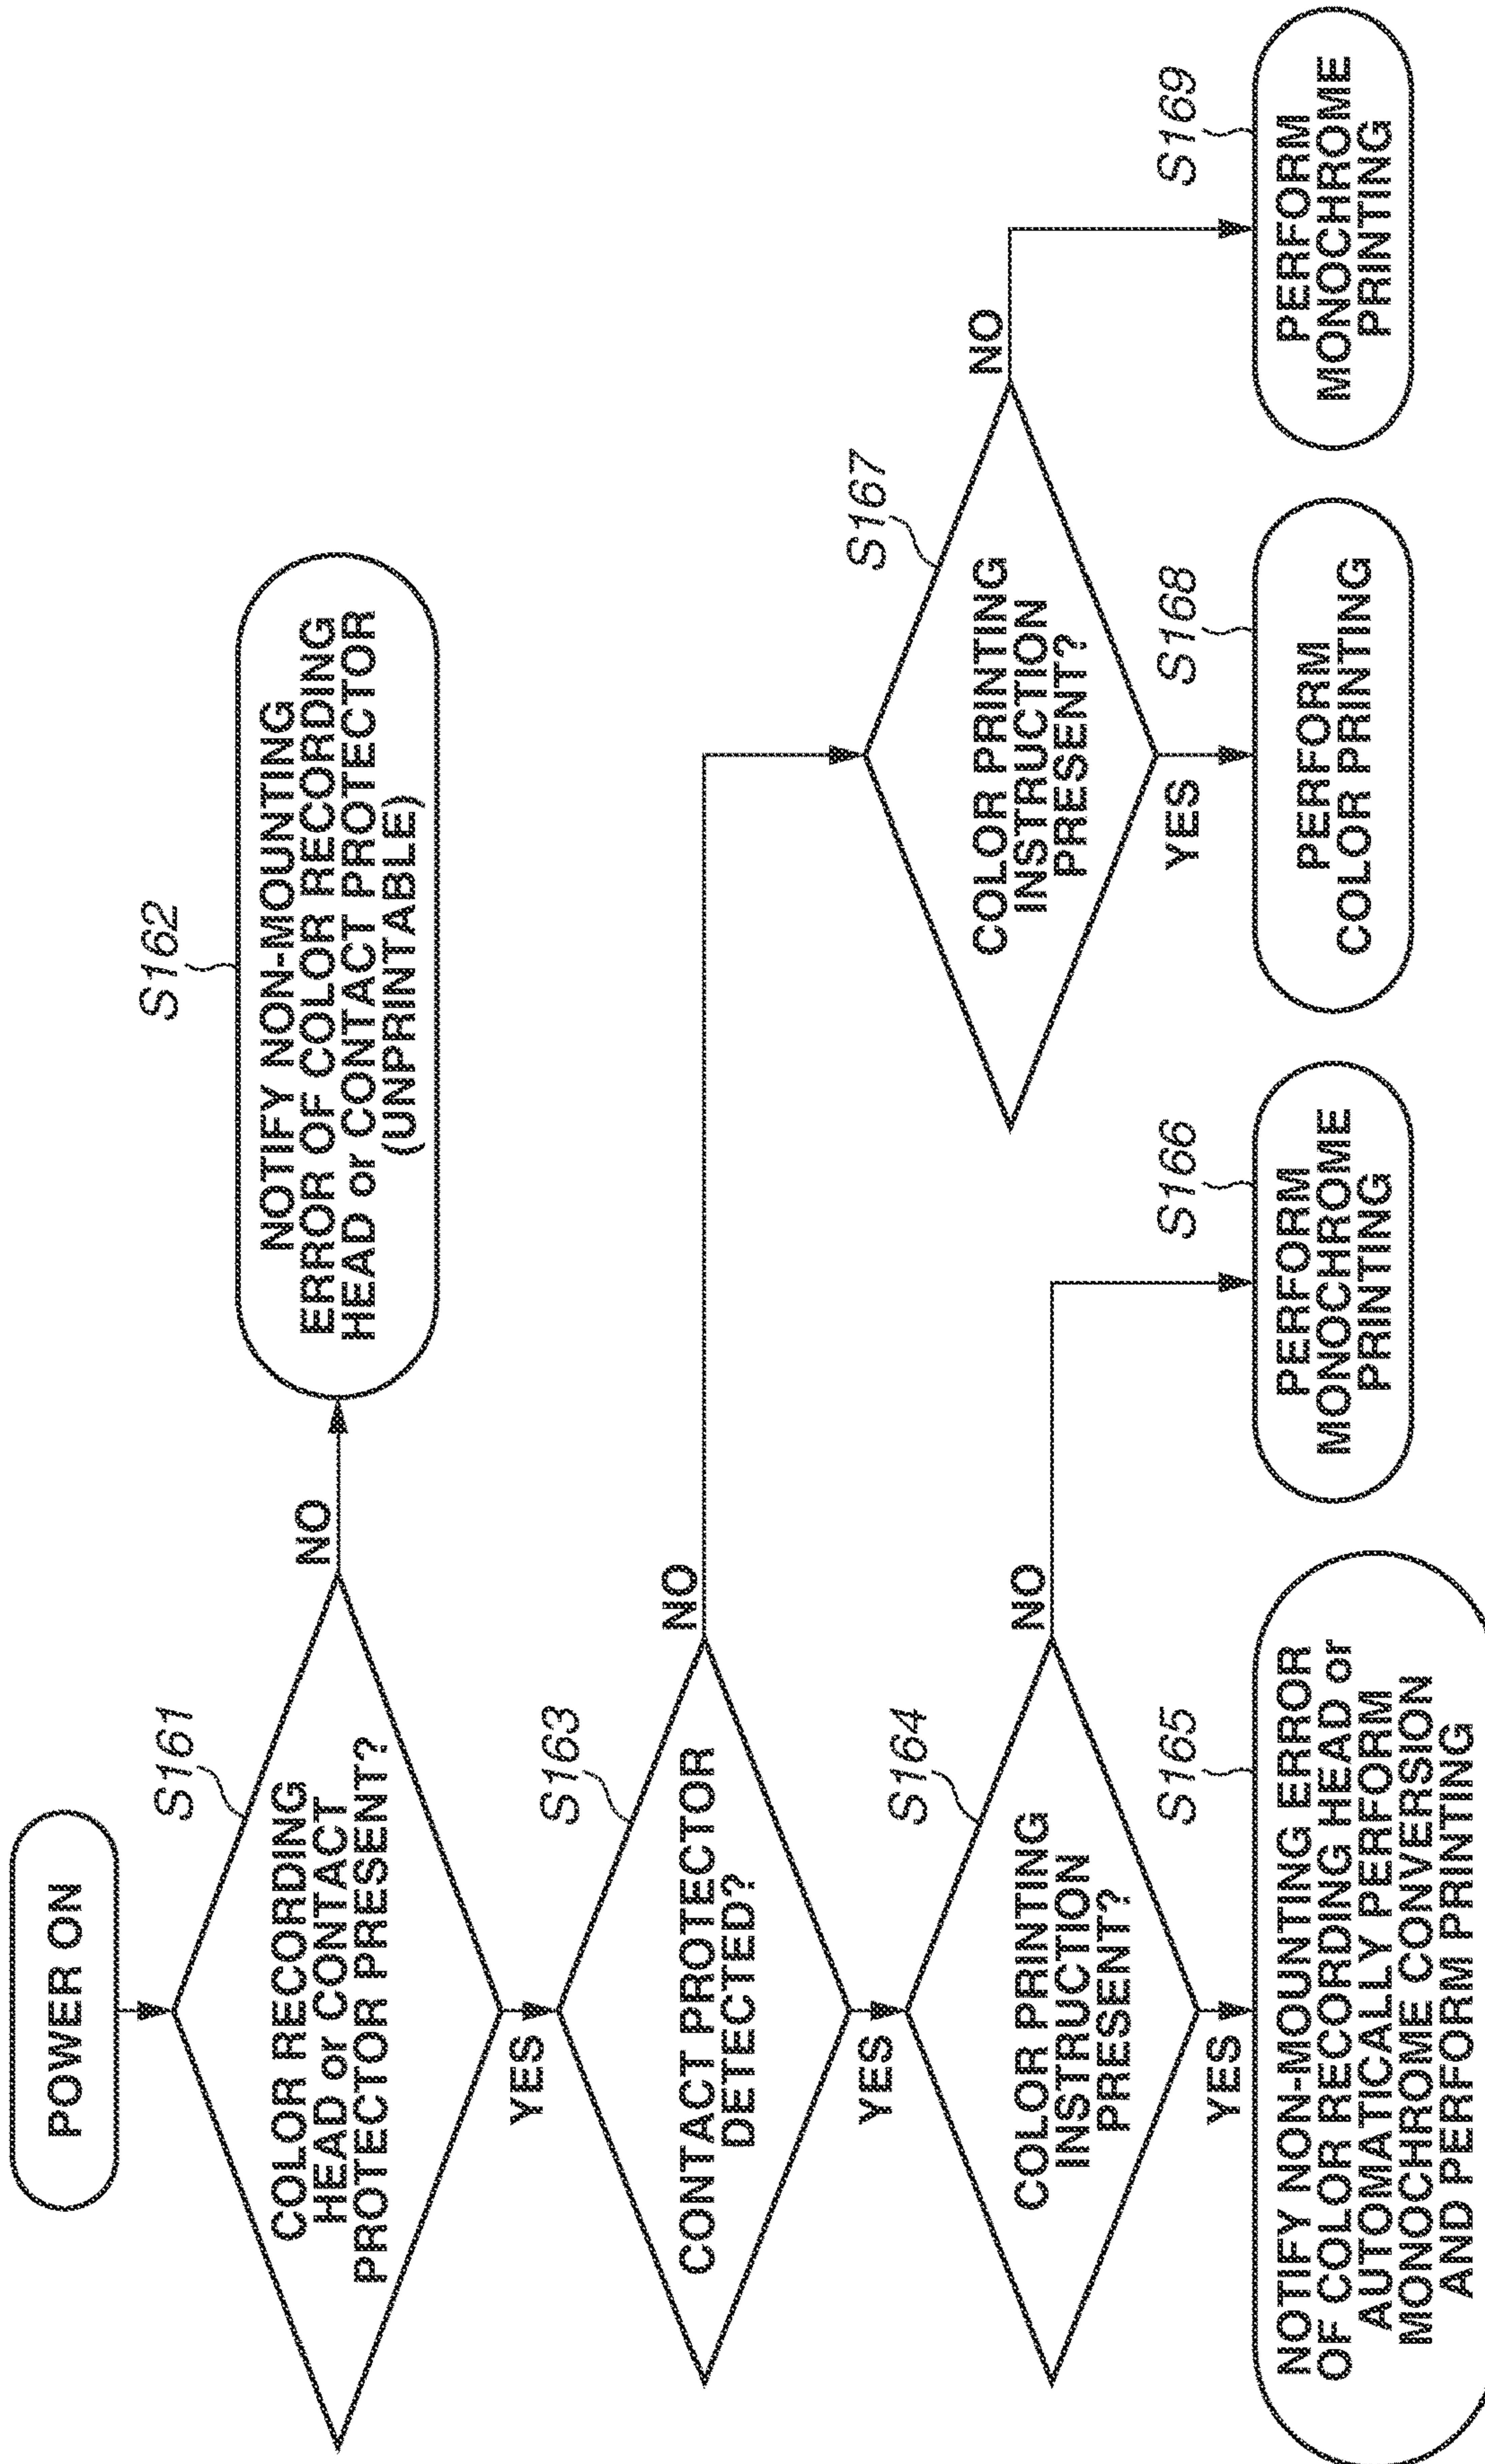 POWER ON
S161
COLOR RECORDING
HEAD or CONTACT
PROTECTOR PRESENT?
NO
YES
S162
NOTIFY NON-MOUNTING
ERROR OF COLOR RECORDING
HEAD or CONTACT PROTECTOR
(UNPRINTABLE)
S163
CONTACT PROTECTOR
DETECTED?
NO
YES
S164
COLOR PRINTING
INSTRUCTION
PRESENT?
NO
YES
S165
NOTIFY NON-MOUNTING ERROR
OF COLOR RECORDING HEAD or
AUTOMATICALLY PERFORM
MONOCHROME CONVERSION
AND PERFORM PRINTING
S166
PERFORM
MONOCHROME
PRINTING
S167
COLOR PRINTING
INSTRUCTION
PRESENT?
NO
YES
S168
PERFORM
COLOR PRINTING
S169
PERFORM
MONOCHROME
PRINTING